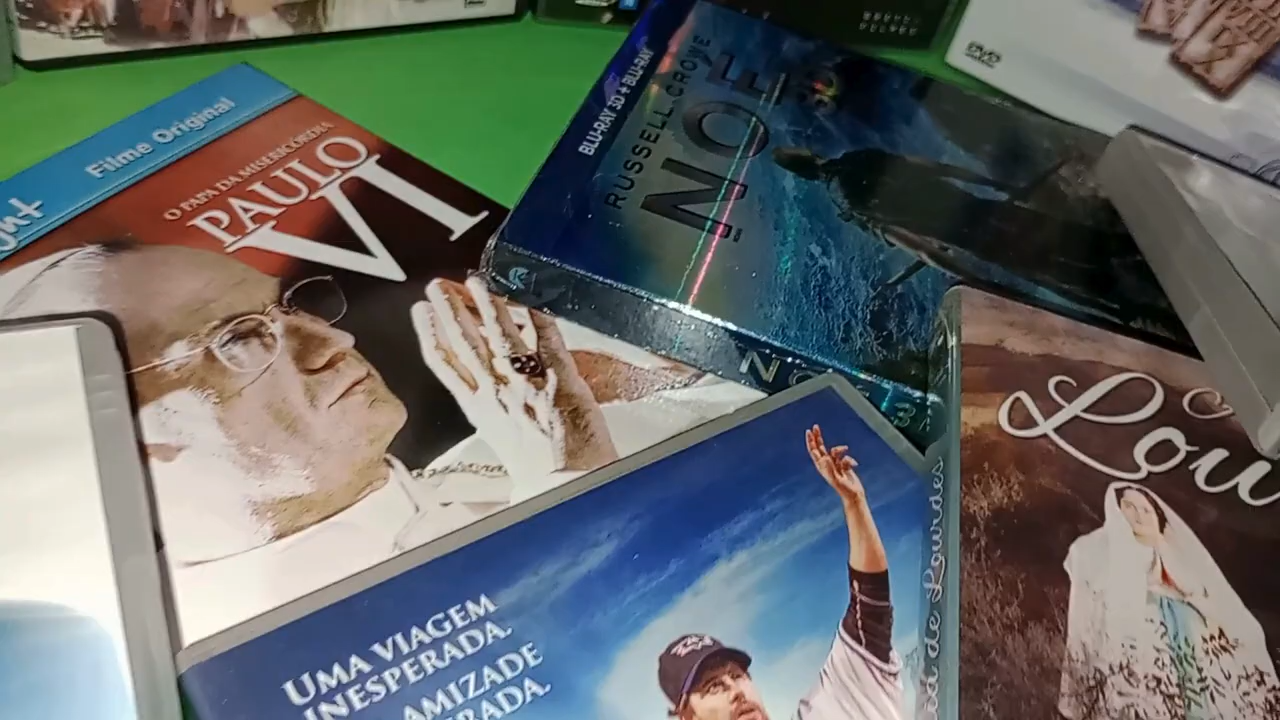 Filme Original
O PAPA DA MISERICÓRDIA
PAULO
VI
BLU-RAY 3D + BLU-RAY
RUSSELL CROWE
NOÉ
3D
DVD
UMA VIAGEM
INESPERADA.
AMIZADE
de Lourdes